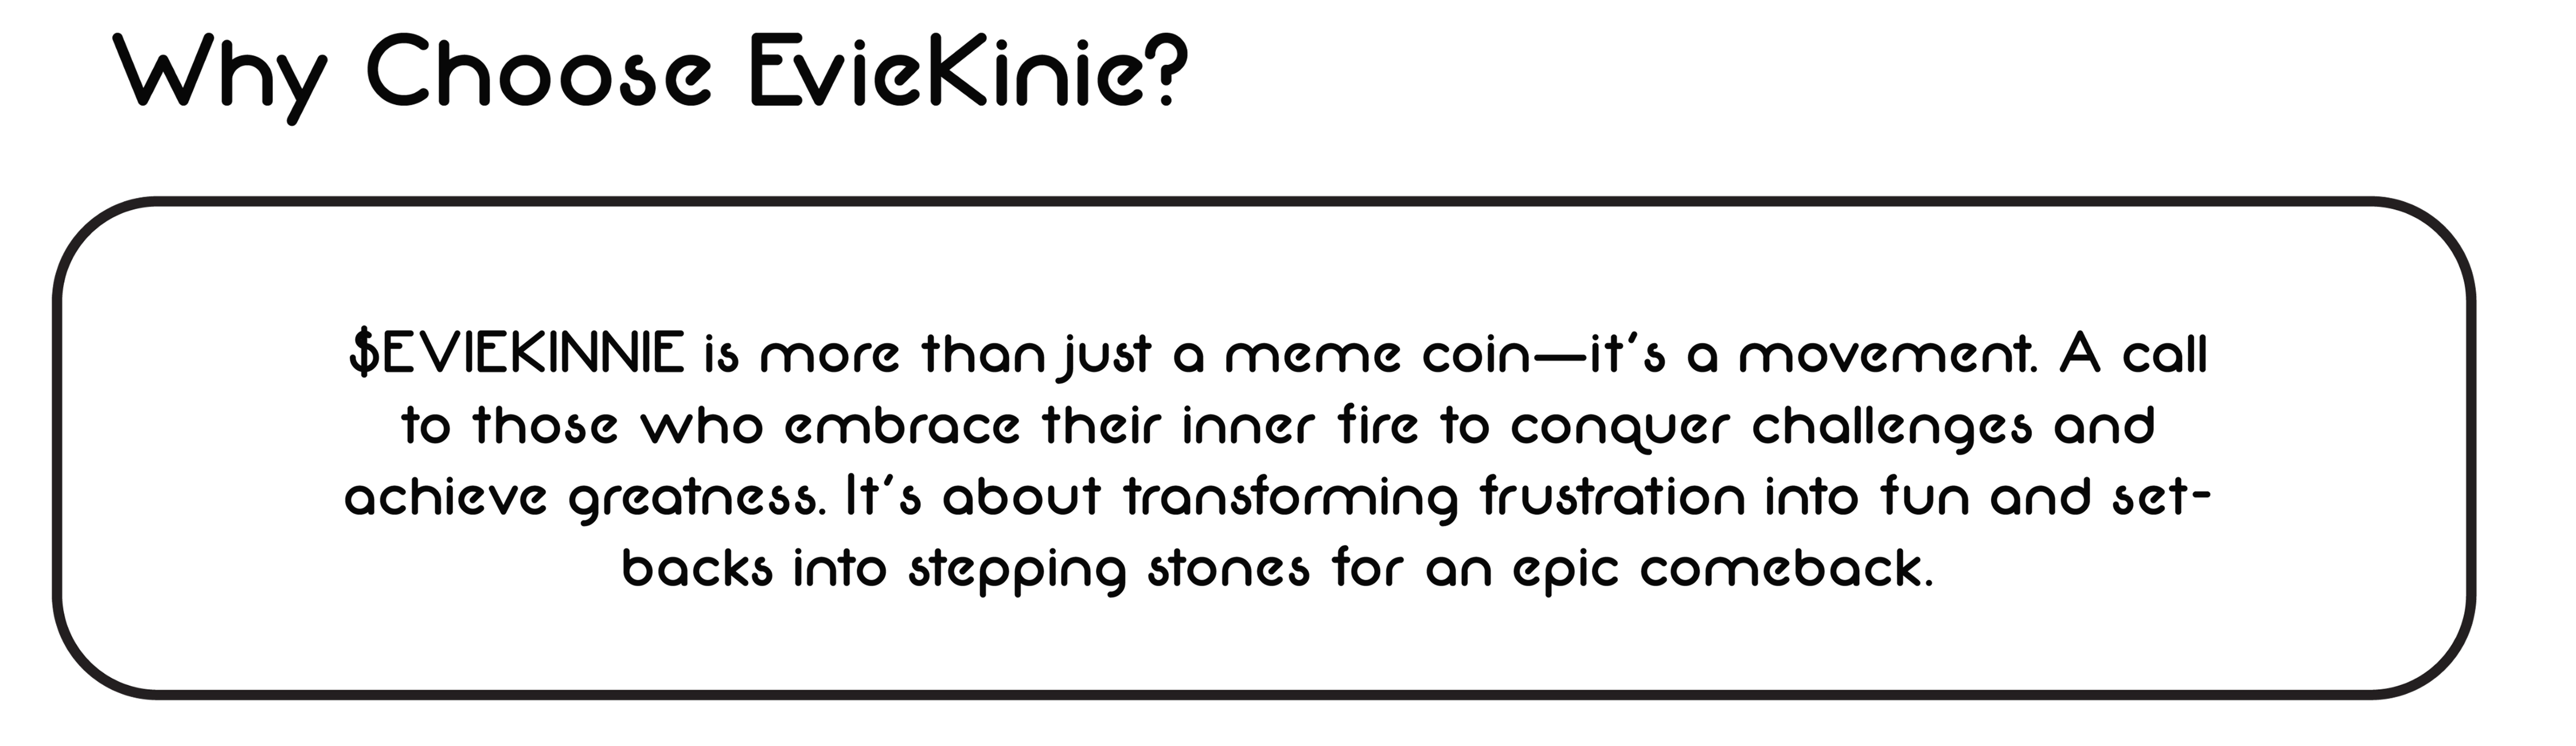 Why Choose EvieKinie?
$EVIEKINNIE is more than just a meme coin—it's a movement. A call
to those who embrace their inner fire to conquer challenges and
achieve greatness. It's about transforming frustration into fun and set-
backs into stepping stones for an epic comeback.